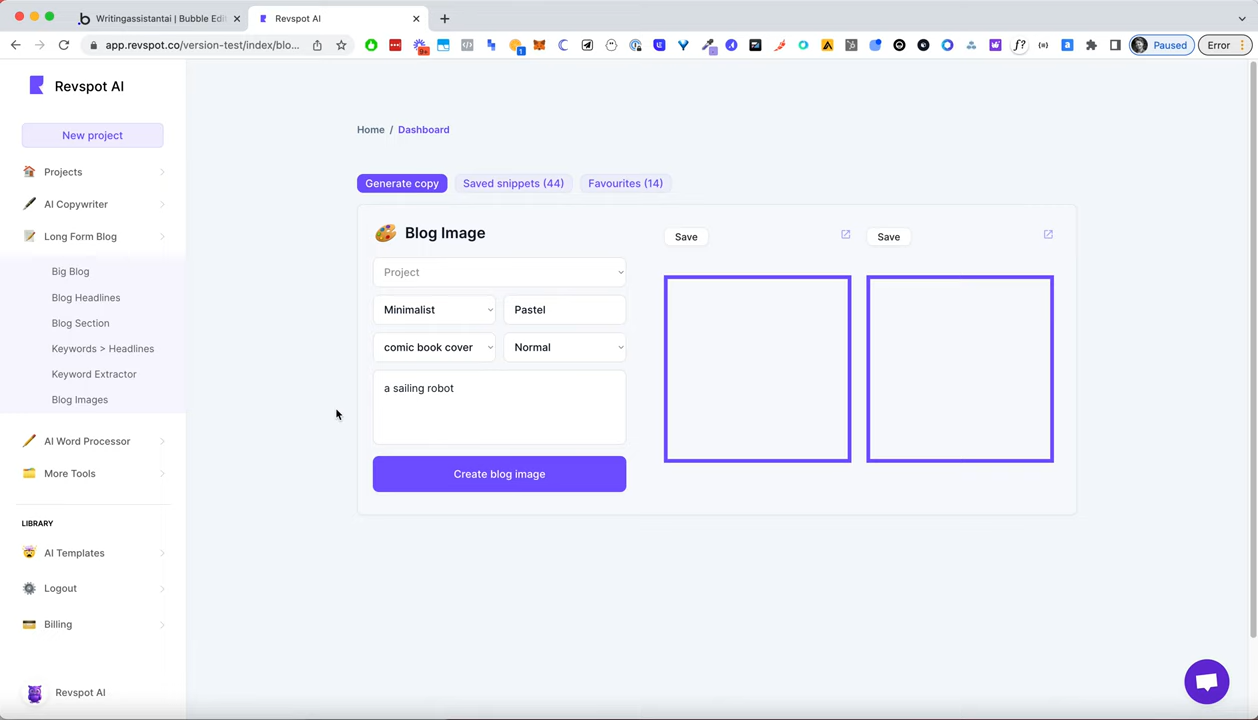 Writingassistantai | Bubble Edi
Revspot AI
app.revspot.co/version-test/index/blo...
9+
1
Paused
Error
Revspot AI
New project
Projects
AI Copywriter
Long Form Blog
Big Blog
Blog Headlines
Blog Section
Keywords > Headlines
Keyword Extractor
Blog Images
AI Word Processor
More Tools
LIBRARY
AI Templates
Logout
Billing
Revspot AI
Home / Dashboard
Generate copy
Saved snippets (44)
Favourites (14)
Blog Image
Project
Minimalist
Pastel
comic book cover
Normal
a sailing robot
Create blog image
Save
Save